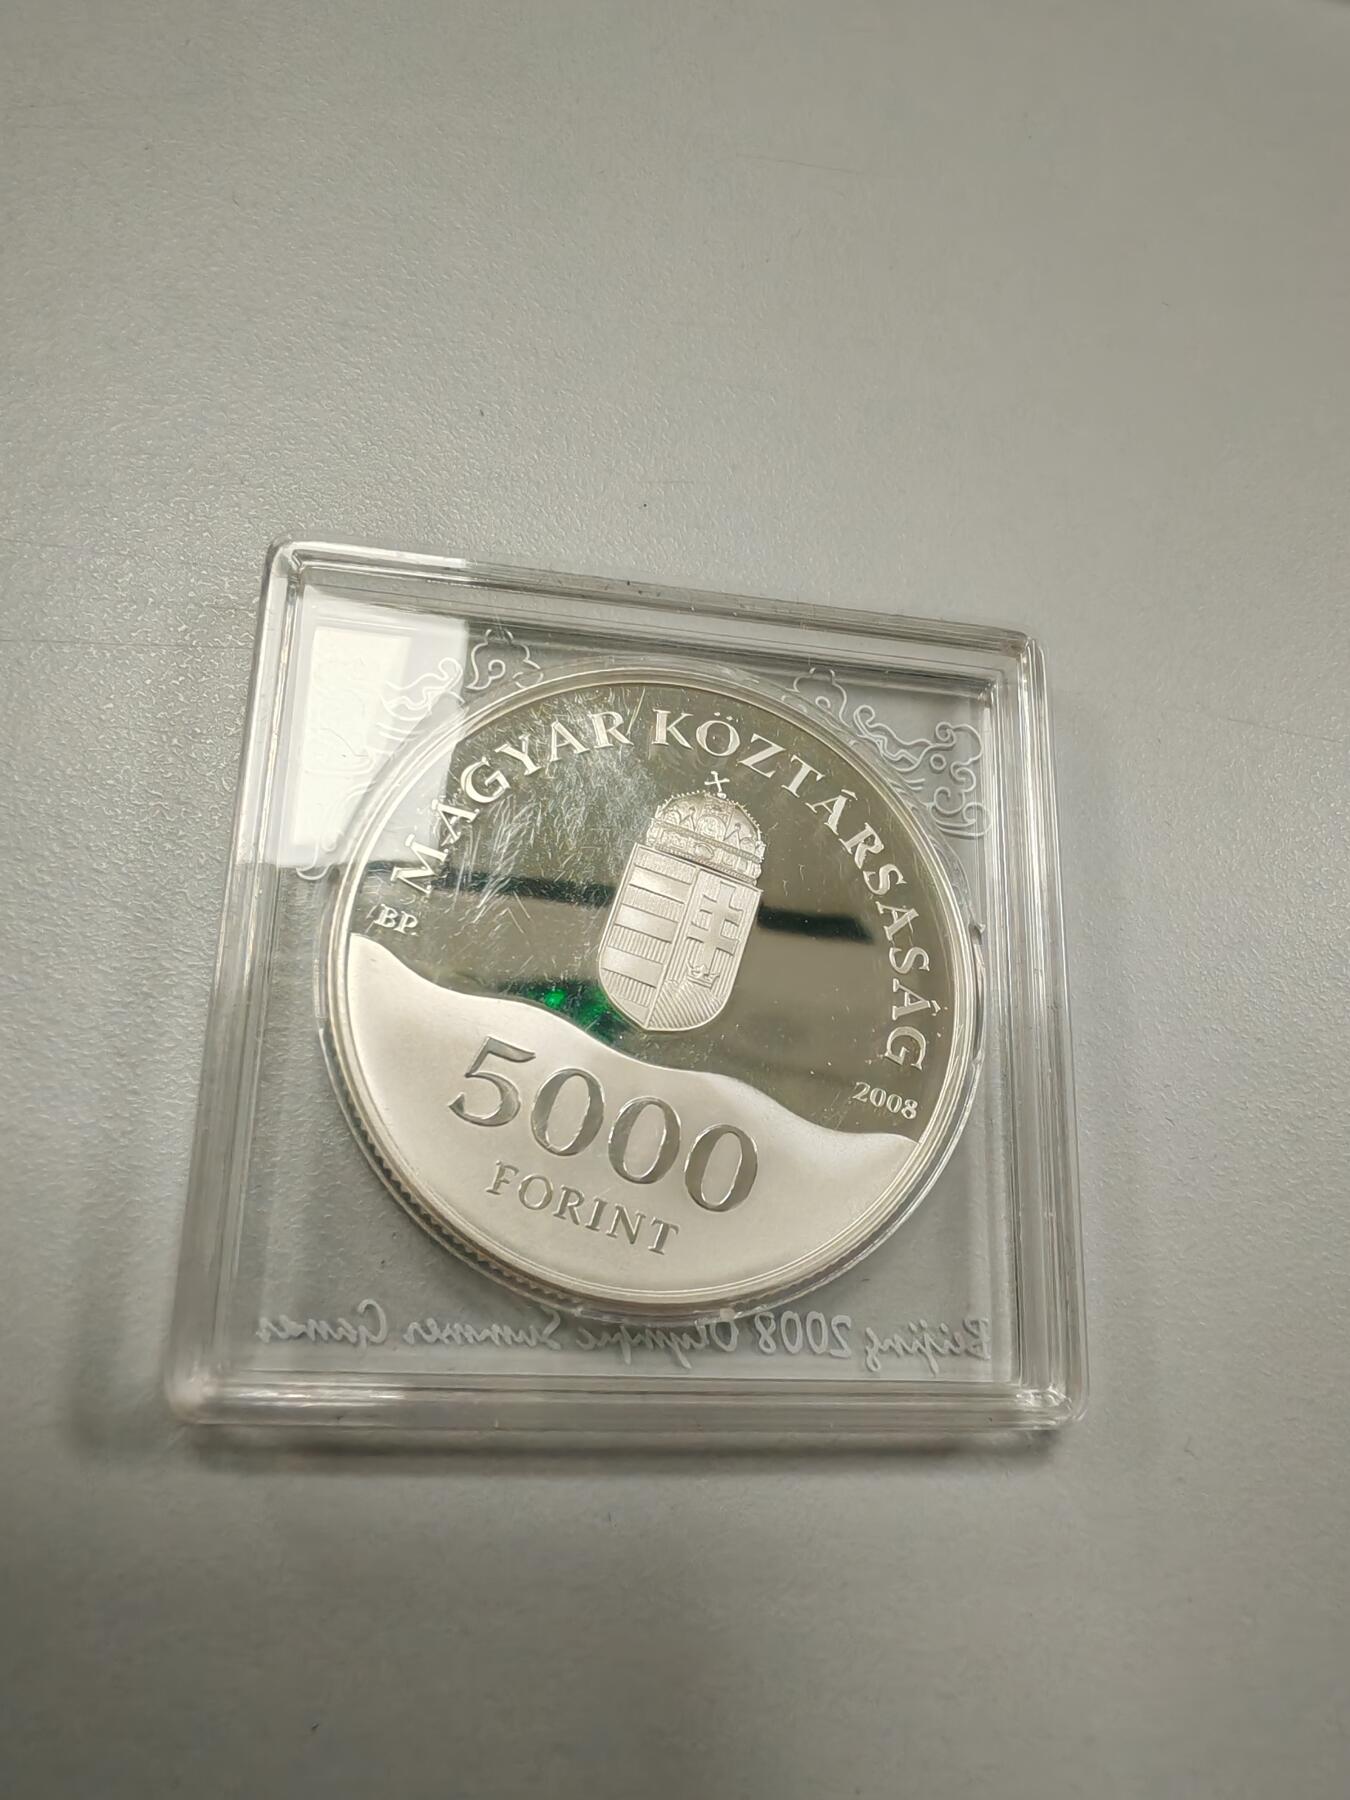 MAGYAR KÖZTÁRSASÁG
BP.
2008
5000
FORINT
Beijing 2008 Olympic Summer Games